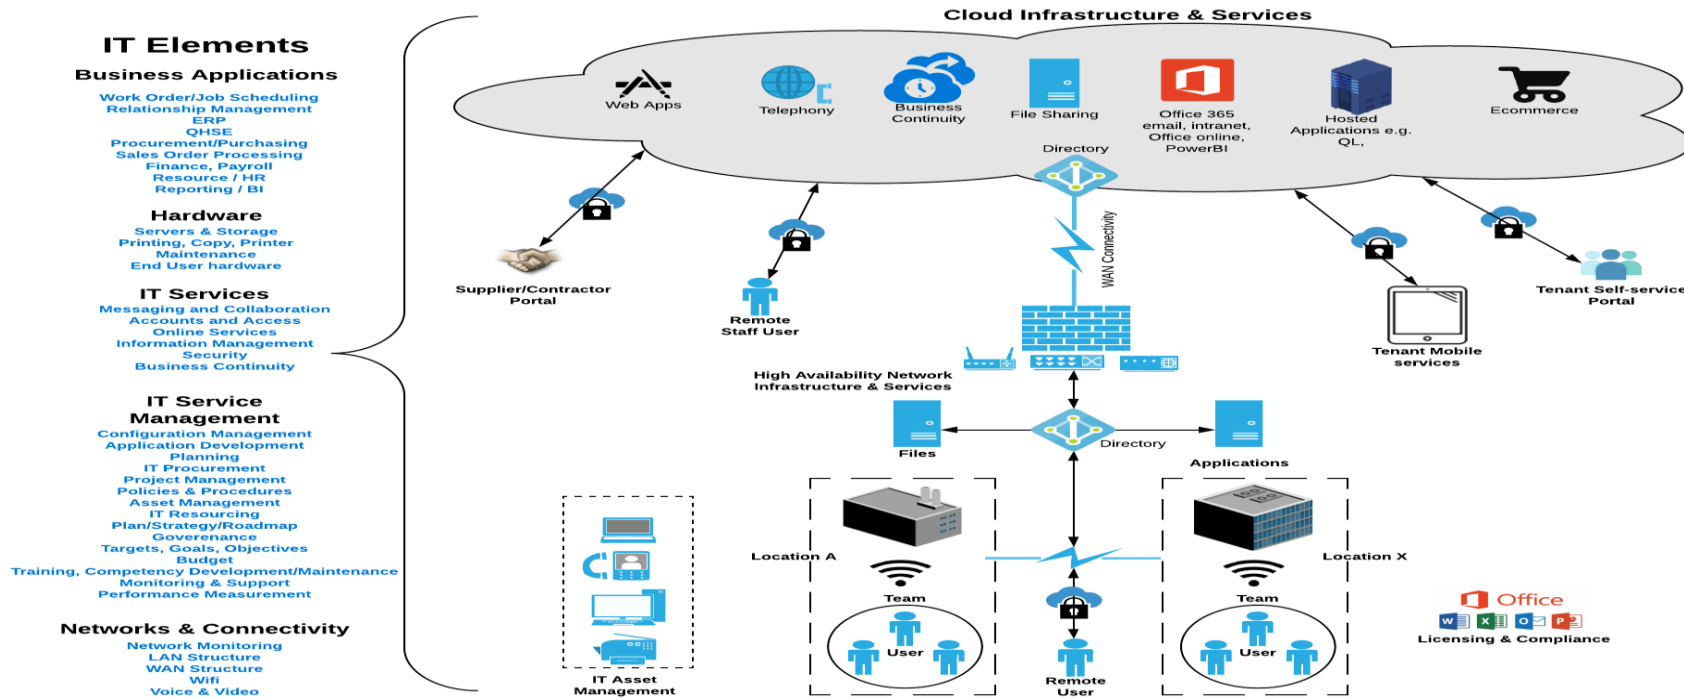 IT Elements
Business Applications
Work Order/Job Scheduling
Relationship Management
ERP
QHSE
Procurement/Purchasing
Sales Order Processing
Finance, Payroll
Resource / HR
Reporting / BI
Hardware
Servers & Storage
Printing, Copy, Printer
Maintenance
End User hardware
IT Services
Messaging and Collaboration
Accounts and Access
Online Services
Information Management
Security
Business Continuity
IT Service
Management
Configuration Management
Application Development
Planning
IT Procurement
Project Management
Policies & Procedures
Asset Management
IT Resourcing
Plan/Strategy/Roadmap
Goverenance
Targets, Goals, Objectives
Budget
Training, Competency Development/Maintenance
Monitoring & Support
Performance Measurement
Networks & Connectivity
Network Monitoring
LAN Structure
WAN Structure
Wifi
Voice & Video
Cloud Infrastructure & Services
Web Apps
Telephony
Business
Continuity
File Sharing
Office 365
email, intranet,
Office online,
PowerBI
Hosted
Applications e.g.
QL,
Ecommerce
Directory
WAN Connectivity
Supplier/Contractor
Portal
Remote
Staff User
Tenant Mobile
services
Tenant Self-service
Portal
High Availability Network
Infrastructure & Services
Files
Directory
Applications
Location A
Team
User
Location X
Team
User
Remote
User
IT Asset
Management
Office
W X O P
Licensing & Compliance